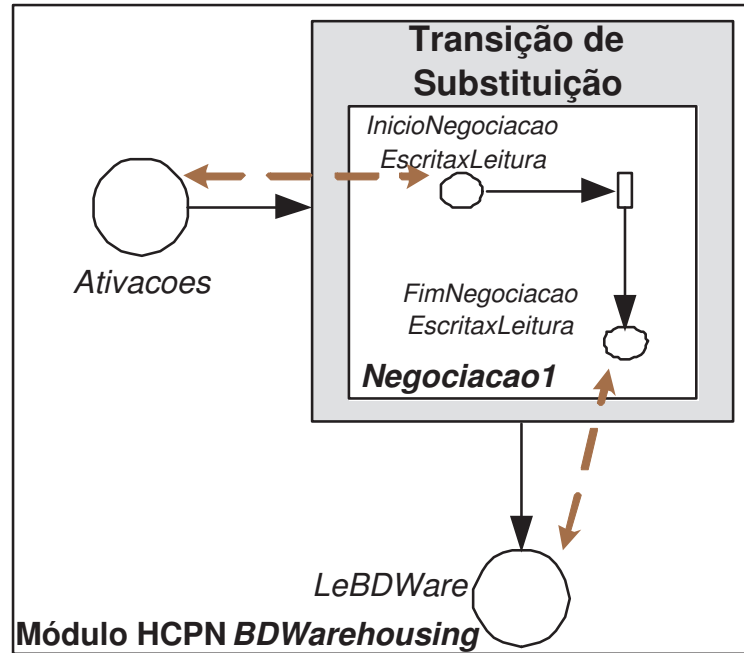 Transição de
Substituição
InicioNegociacao
EscritaxLeitura
Ativacoes
FimNegociacao
EscritaxLeitura
Negociacao1
LeBDWare
Módulo HCPN BDWarehousing